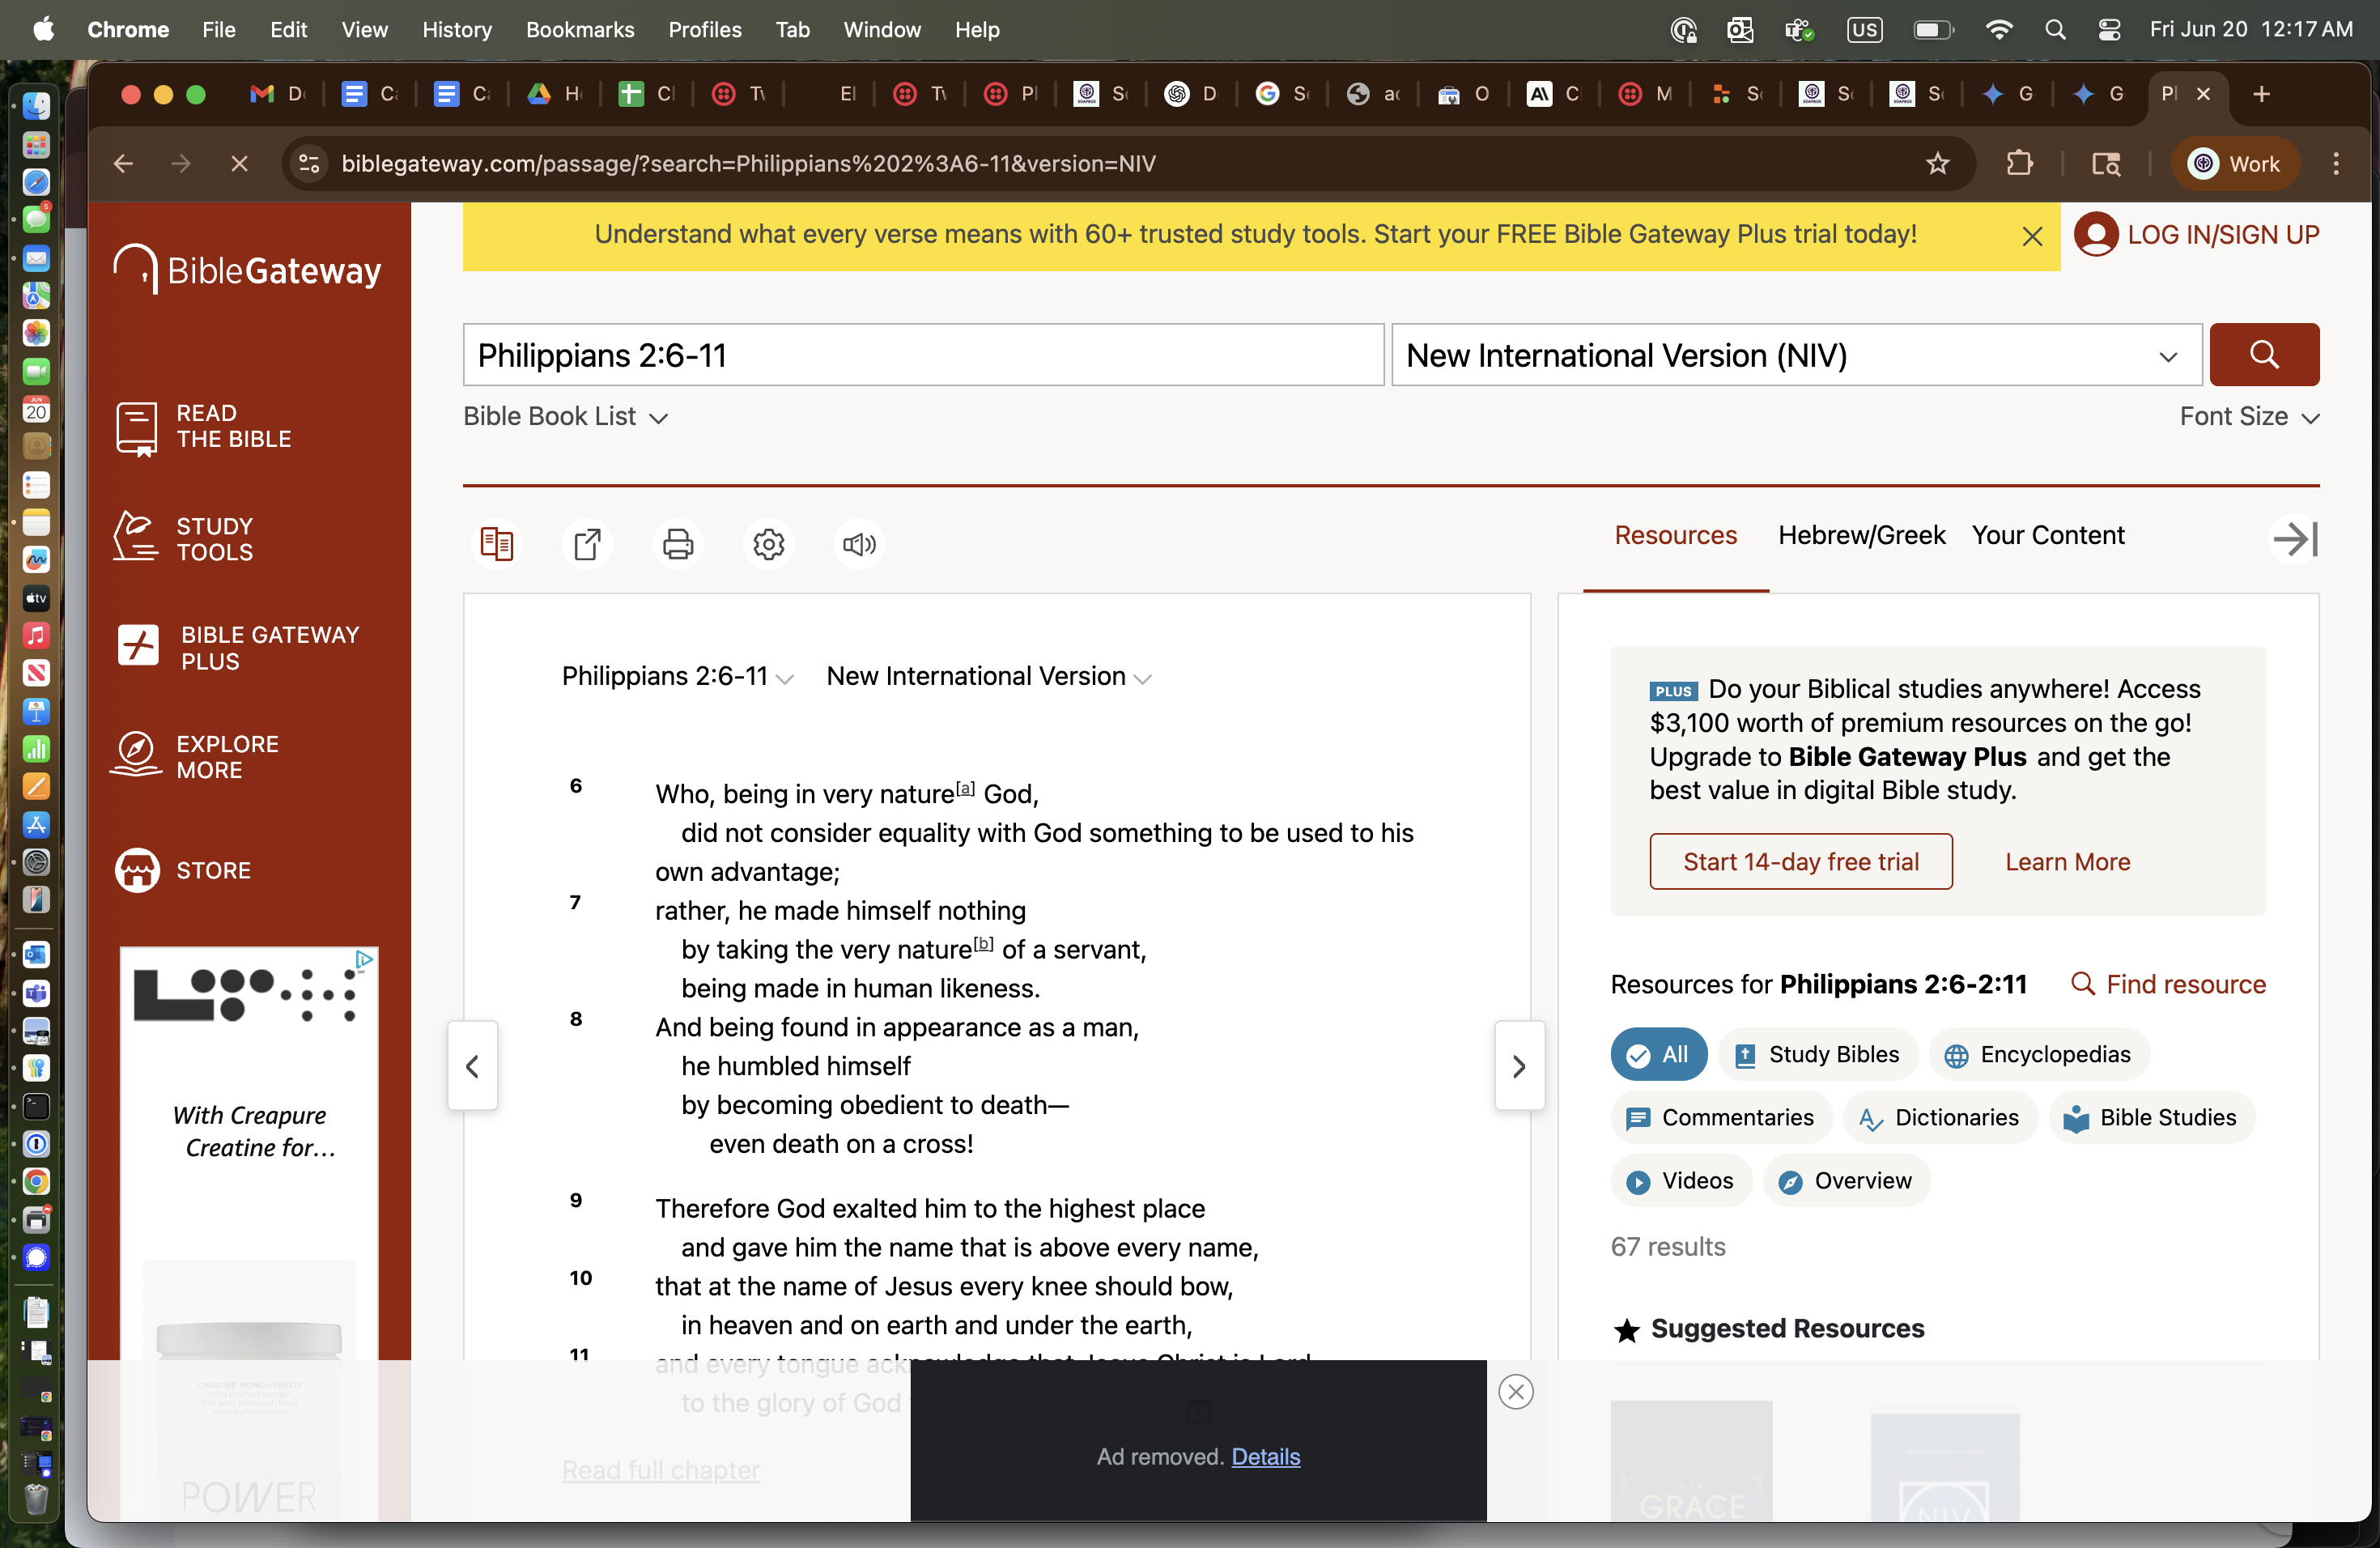 Chrome File Edit View History Bookmarks Profiles Tab Window Help US Fri Jun 20 12:17 AM
biblegateway.com/passage/?search=Philippians%202%3A6-11&version=NIV
Work
BibleGateway
READ
THE BIBLE
STUDY
TOOLS
BIBLE GATEWAY
PLUS
EXPLORE
MORE
STORE
With Creapure
Creatine for...
CREATINE MONOHYDRATE
POWER
Understand what every verse means with 60+ trusted study tools. Start your FREE Bible Gateway Plus trial today!
LOG IN/SIGN UP
Philippians 2:6-11
New International Version (NIV)
Bible Book List
Font Size
Philippians 2:6-11 New International Version
6 Who, being in very nature[a] God,
did not consider equality with God something to be used to his
own advantage;
7 rather, he made himself nothing
by taking the very nature[b] of a servant,
being made in human likeness.
8 And being found in appearance as a man,
he humbled himself
by becoming obedient to death—
even death on a cross!
9 Therefore God exalted him to the highest place
and gave him the name that is above every name,
10 that at the name of Jesus every knee should bow,
in heaven and on earth and under the earth,
11 and every tongue acknowledge that Jesus Christ is Lord
to the glory of God
Read full chapter
Ad removed. Details
Resources Hebrew/Greek Your Content
PLUS Do your Biblical studies anywhere! Access
$3,100 worth of premium resources on the go!
Upgrade to Bible Gateway Plus and get the
best value in digital Bible study.
Start 14-day free trial
Learn More
Resources for Philippians 2:6-2:11
Find resource
All
Study Bibles
Encyclopedias
Commentaries
Dictionaries
Bible Studies
Videos
Overview
67 results
Suggested Resources
NIV
GRACE
NIV